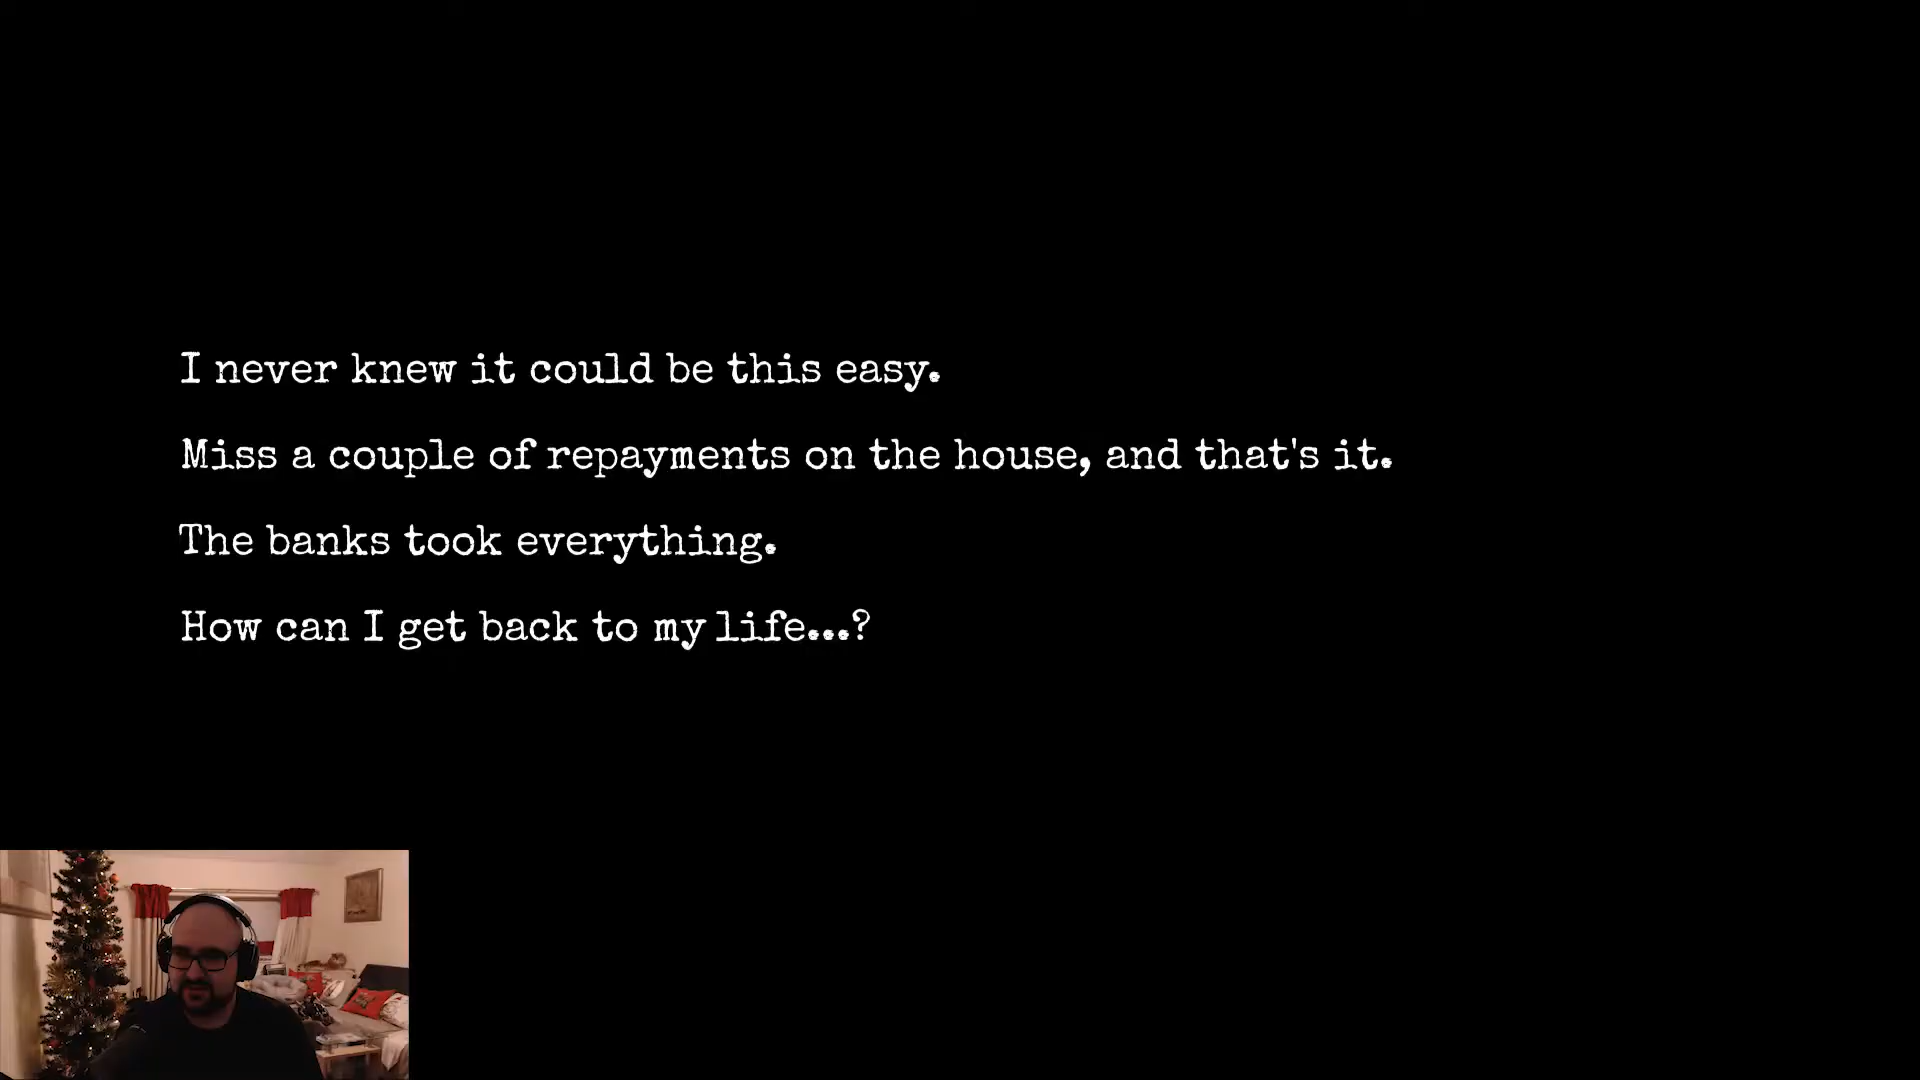 I never knew it could be this easy.
Miss a couple of repayments on the house, and that's it.
The banks took everything.
How can I get back to my life...?